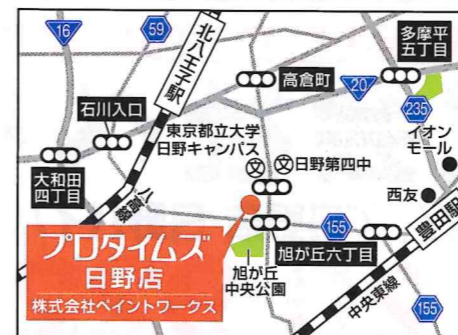 16
59
北八王子駅
多摩平
五丁目
高倉町
20
235
石川入口
東京都立大学
日野キャンパス
文
文
日野第四中
イオン
モール
大和田
四丁目
八高線
西友
豊田駅
155
旭が丘六丁目
プロタイムズ
日野店
株式会社ペイントワークス
旭が丘
中央公園
中央東線
155